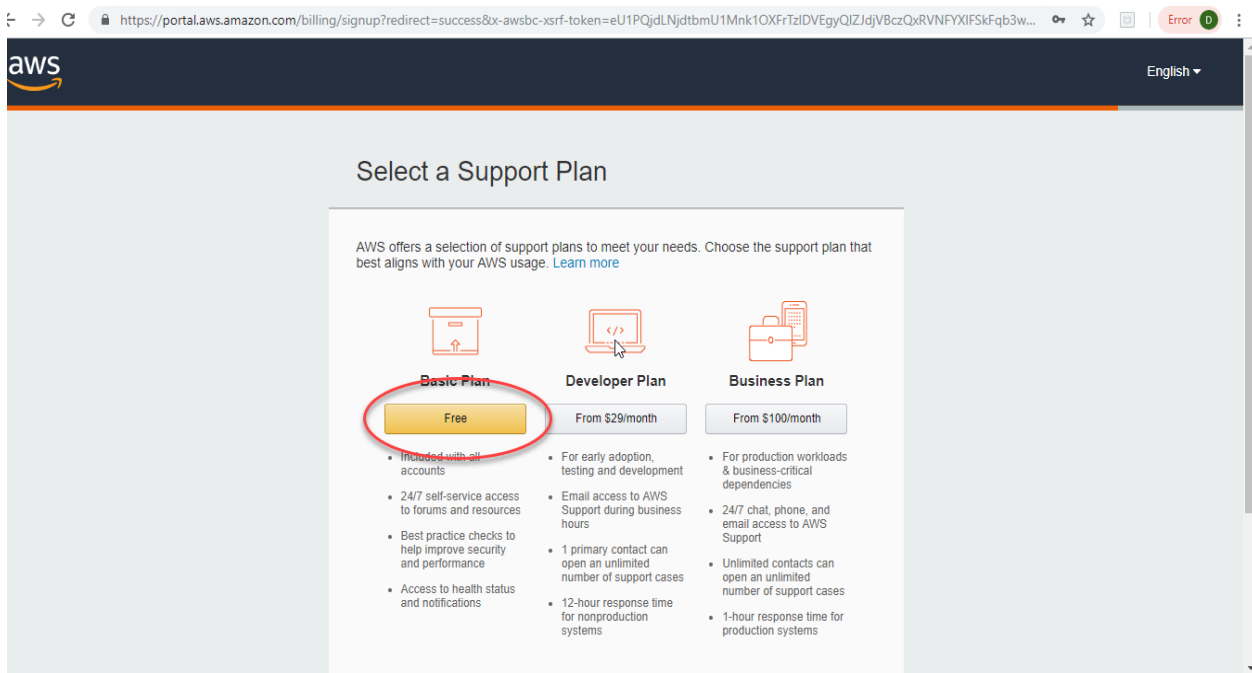 https://portal.aws.amazon.com/billing/signup?redirect=success&x-awsbc-xsrf-token=eU1PQjdLNjdtbmU1Mnk1OXFrTzlDVEgyQlZJdjVBczQxRVNFYXlFSkFqb3w...
Error D
aws
English
Select a Support Plan
AWS offers a selection of support plans to meet your needs. Choose the support plan that
best aligns with your AWS usage. Learn more
Basic Plan
Free
Included with all
accounts
24/7 self-service access
to forums and resources
Best practice checks to
help improve security
and performance
Access to health status
and notifications
Developer Plan
From $29/month
For early adoption,
testing and development
Email access to AWS
Support during business
hours
1 primary contact can
open an unlimited
number of support cases
12-hour response time
for nonproduction
systems
Business Plan
From $100/month
For production workloads
& business-critical
dependencies
24/7 chat, phone, and
email access to AWS
Support
Unlimited contacts can
open an unlimited
number of support cases
1-hour response time for
production systems